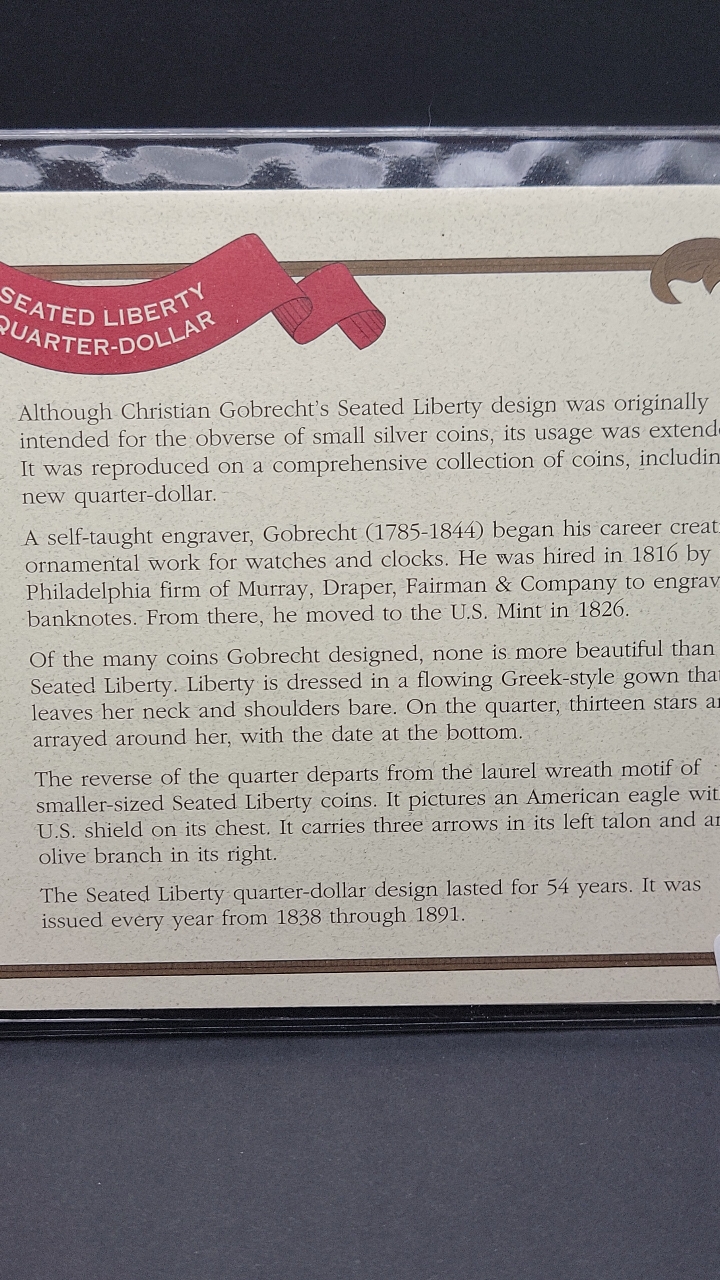 SEATED LIBERTY
QUARTER-DOLLAR
Although Christian Gobrecht's Seated Liberty design was originally
intended for the obverse of small silver coins, its usage was extend
It was reproduced on a comprehensive collection of coins, includin
new quarter-dollar.
A self-taught engraver, Gobrecht (1785-1844) began his career creat
ornamental work for watches and clocks. He was hired in 1816 by
Philadelphia firm of Murray, Draper, Fairman & Company to engrav
banknotes. From there, he moved to the U.S. Mint in 1826.
Of the many coins Gobrecht designed, none is more beautiful than
Seated Liberty. Liberty is dressed in a flowing Greek-style gown tha
leaves her neck and shoulders bare. On the quarter, thirteen stars a
arrayed around her, with the date at the bottom.
The reverse of the quarter departs from the laurel wreath motif of
smaller-sized Seated Liberty coins. It pictures an American eagle wit
U.S. shield on its chest. It carries three arrows in its left talon and a
olive branch in its right.
The Seated Liberty quarter-dollar design lasted for 54 years. It was
issued every year from 1838 through 1891.